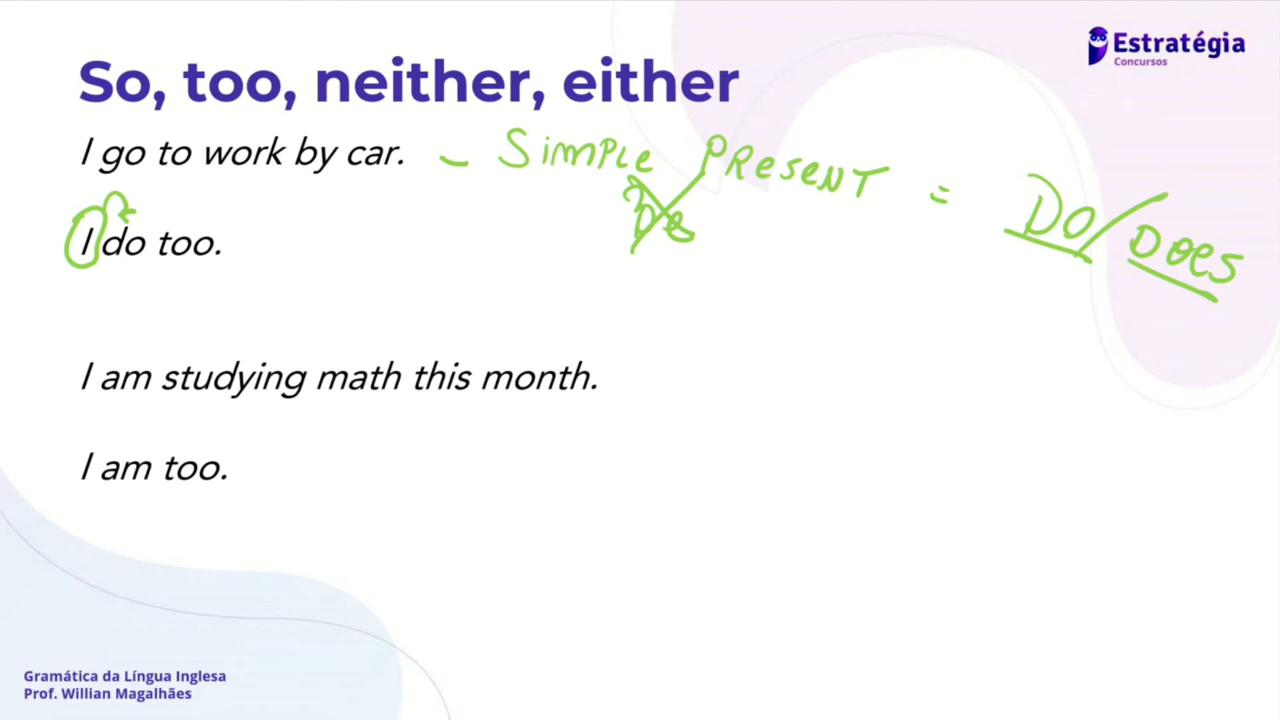 Estratégia
Concursos
So, too, neither, either
I go to work by car. - SIMPLE PRESENT = DO/DOES
Be
I do too.
I am studying math this month.
I am too.
Gramática da Língua Inglesa
Prof. Willian Magalhães